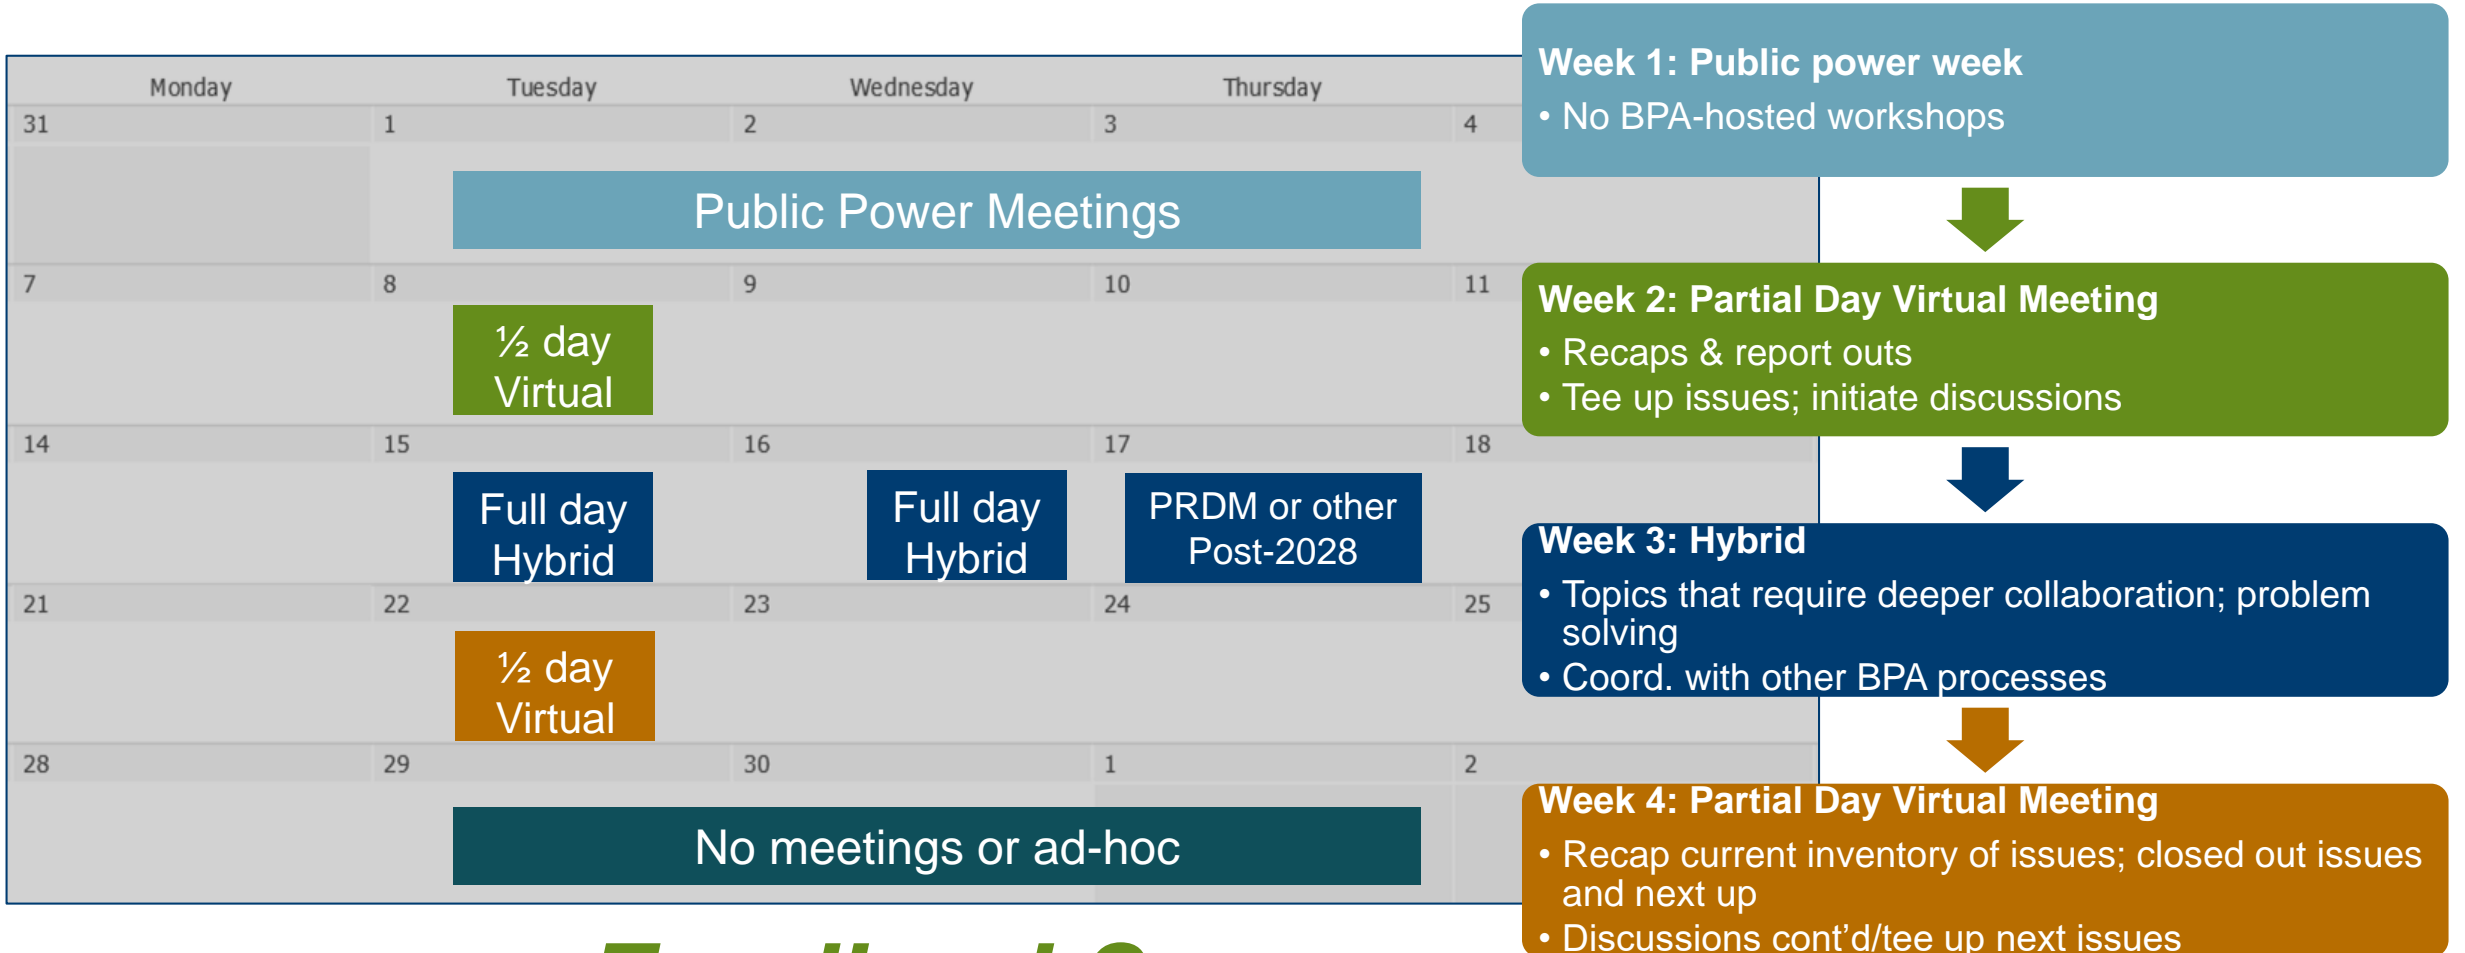 Monday Tuesday Wednesday Thursday
31 1 2 3 4
Public Power Meetings
7 8 9 10 11
½ day
Virtual
14 15 16 17 18
Full day
Hybrid
Full day
Hybrid
PRDM or other
Post-2028
21 22 23 24 25
½ day
Virtual
28 29 30 1 2
No meetings or ad-hoc
Week 1: Public power week
• No BPA-hosted workshops
Week 2: Partial Day Virtual Meeting
• Recaps & report outs
• Tee up issues; initiate discussions
Week 3: Hybrid
• Topics that require deeper collaboration; problem
solving
• Coord. with other BPA processes
Week 4: Partial Day Virtual Meeting
• Recap current inventory of issues; closed out issues
and next up
• Discussions cont’d/tee up next issues